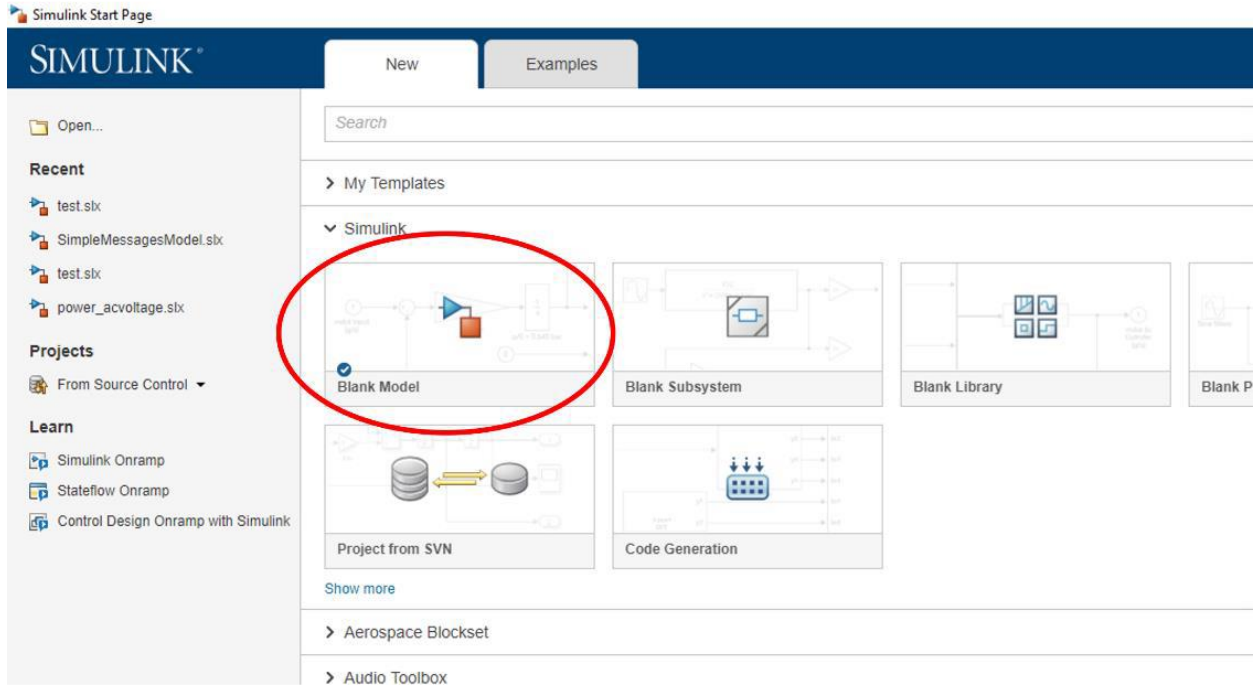 Simulink Start Page
SIMULINK®
New
Examples
Open...
Search
Recent
test.slx
SimpleMessagesModel.slx
test.slx
power_acvoltage.slx
Projects
From Source Control
Learn
Simulink Onramp
Stateflow Onramp
Control Design Onramp with Simulink
My Templates
Simulink
Blank Model
Blank Subsystem
Blank Library
Blank P
Project from SVN
Code Generation
Show more
Aerospace Blockset
Audio Toolbox